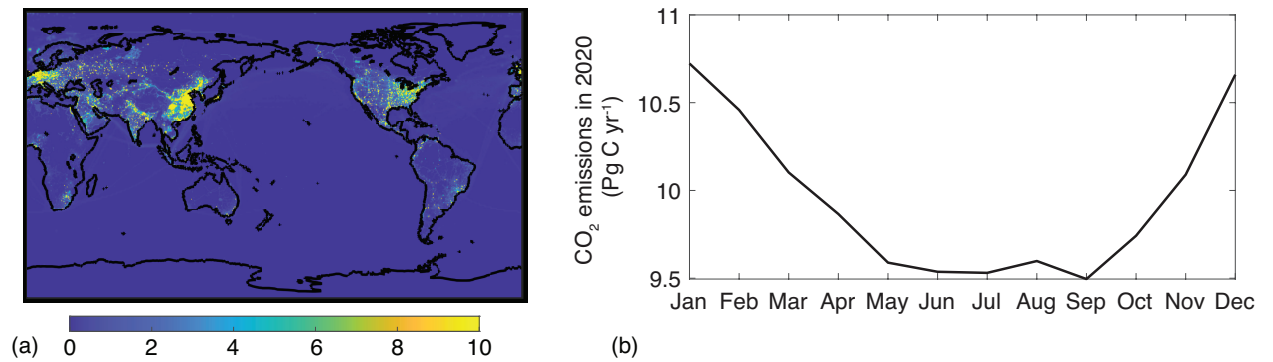 (a)
0 2 4 6 8 10
(b)
CO₂ emissions in 2020
(Pg C yr⁻¹)
11
10.5
10
9.5
Jan Feb Mar Apr May Jun Jul Aug Sep Oct Nov Dec